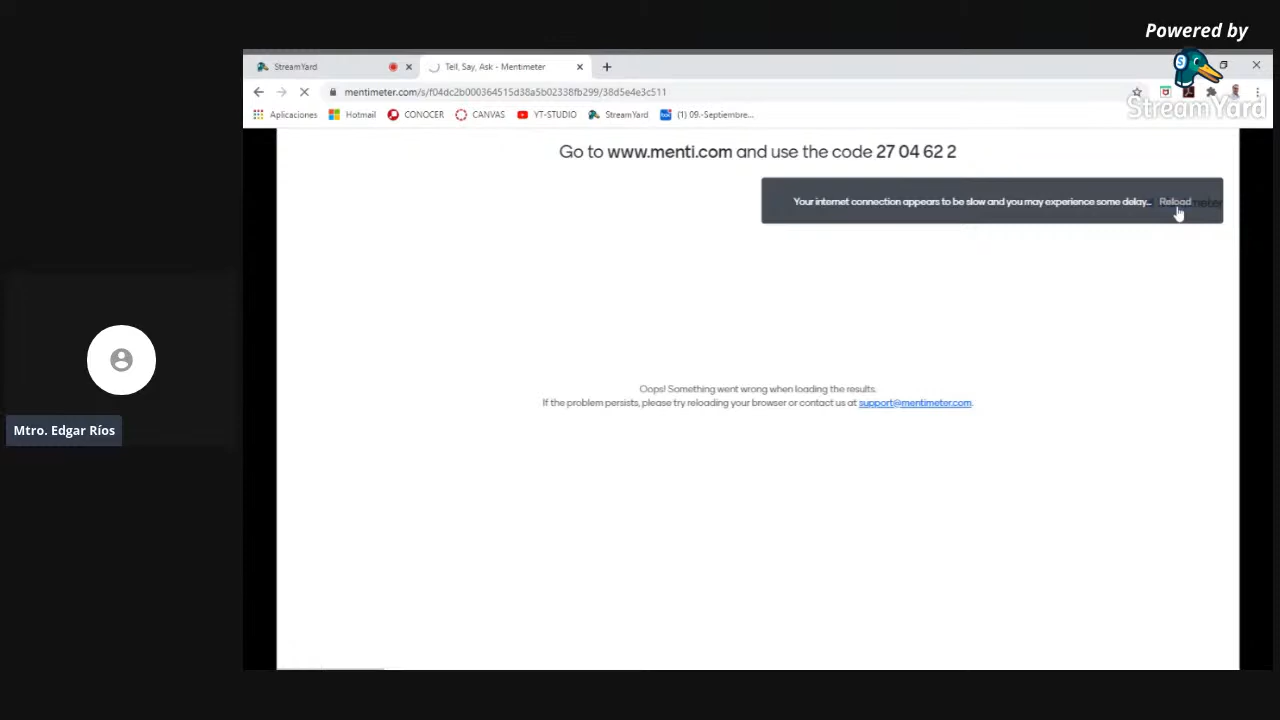 Powered by
StreamYard
StreamYard
Tell, Say, Ask - Mentimeter
mentimeter.com/s/f04dc2b000364515d38a5b02338fb299/38d5e4e3c511
Aplicaciones Hotmail CONOCER CANVAS YT-STUDIO StreamYard (1) 09.-Septiembre...
Go to www.menti.com and use the code 27 04 62 2
Your internet connection appears to be slow and you may experience some delay... Reload
Oops! Something went wrong when loading the results.
If the problem persists, please try reloading your browser or contact us at support@mentimeter.com.
Mtro. Edgar Ríos